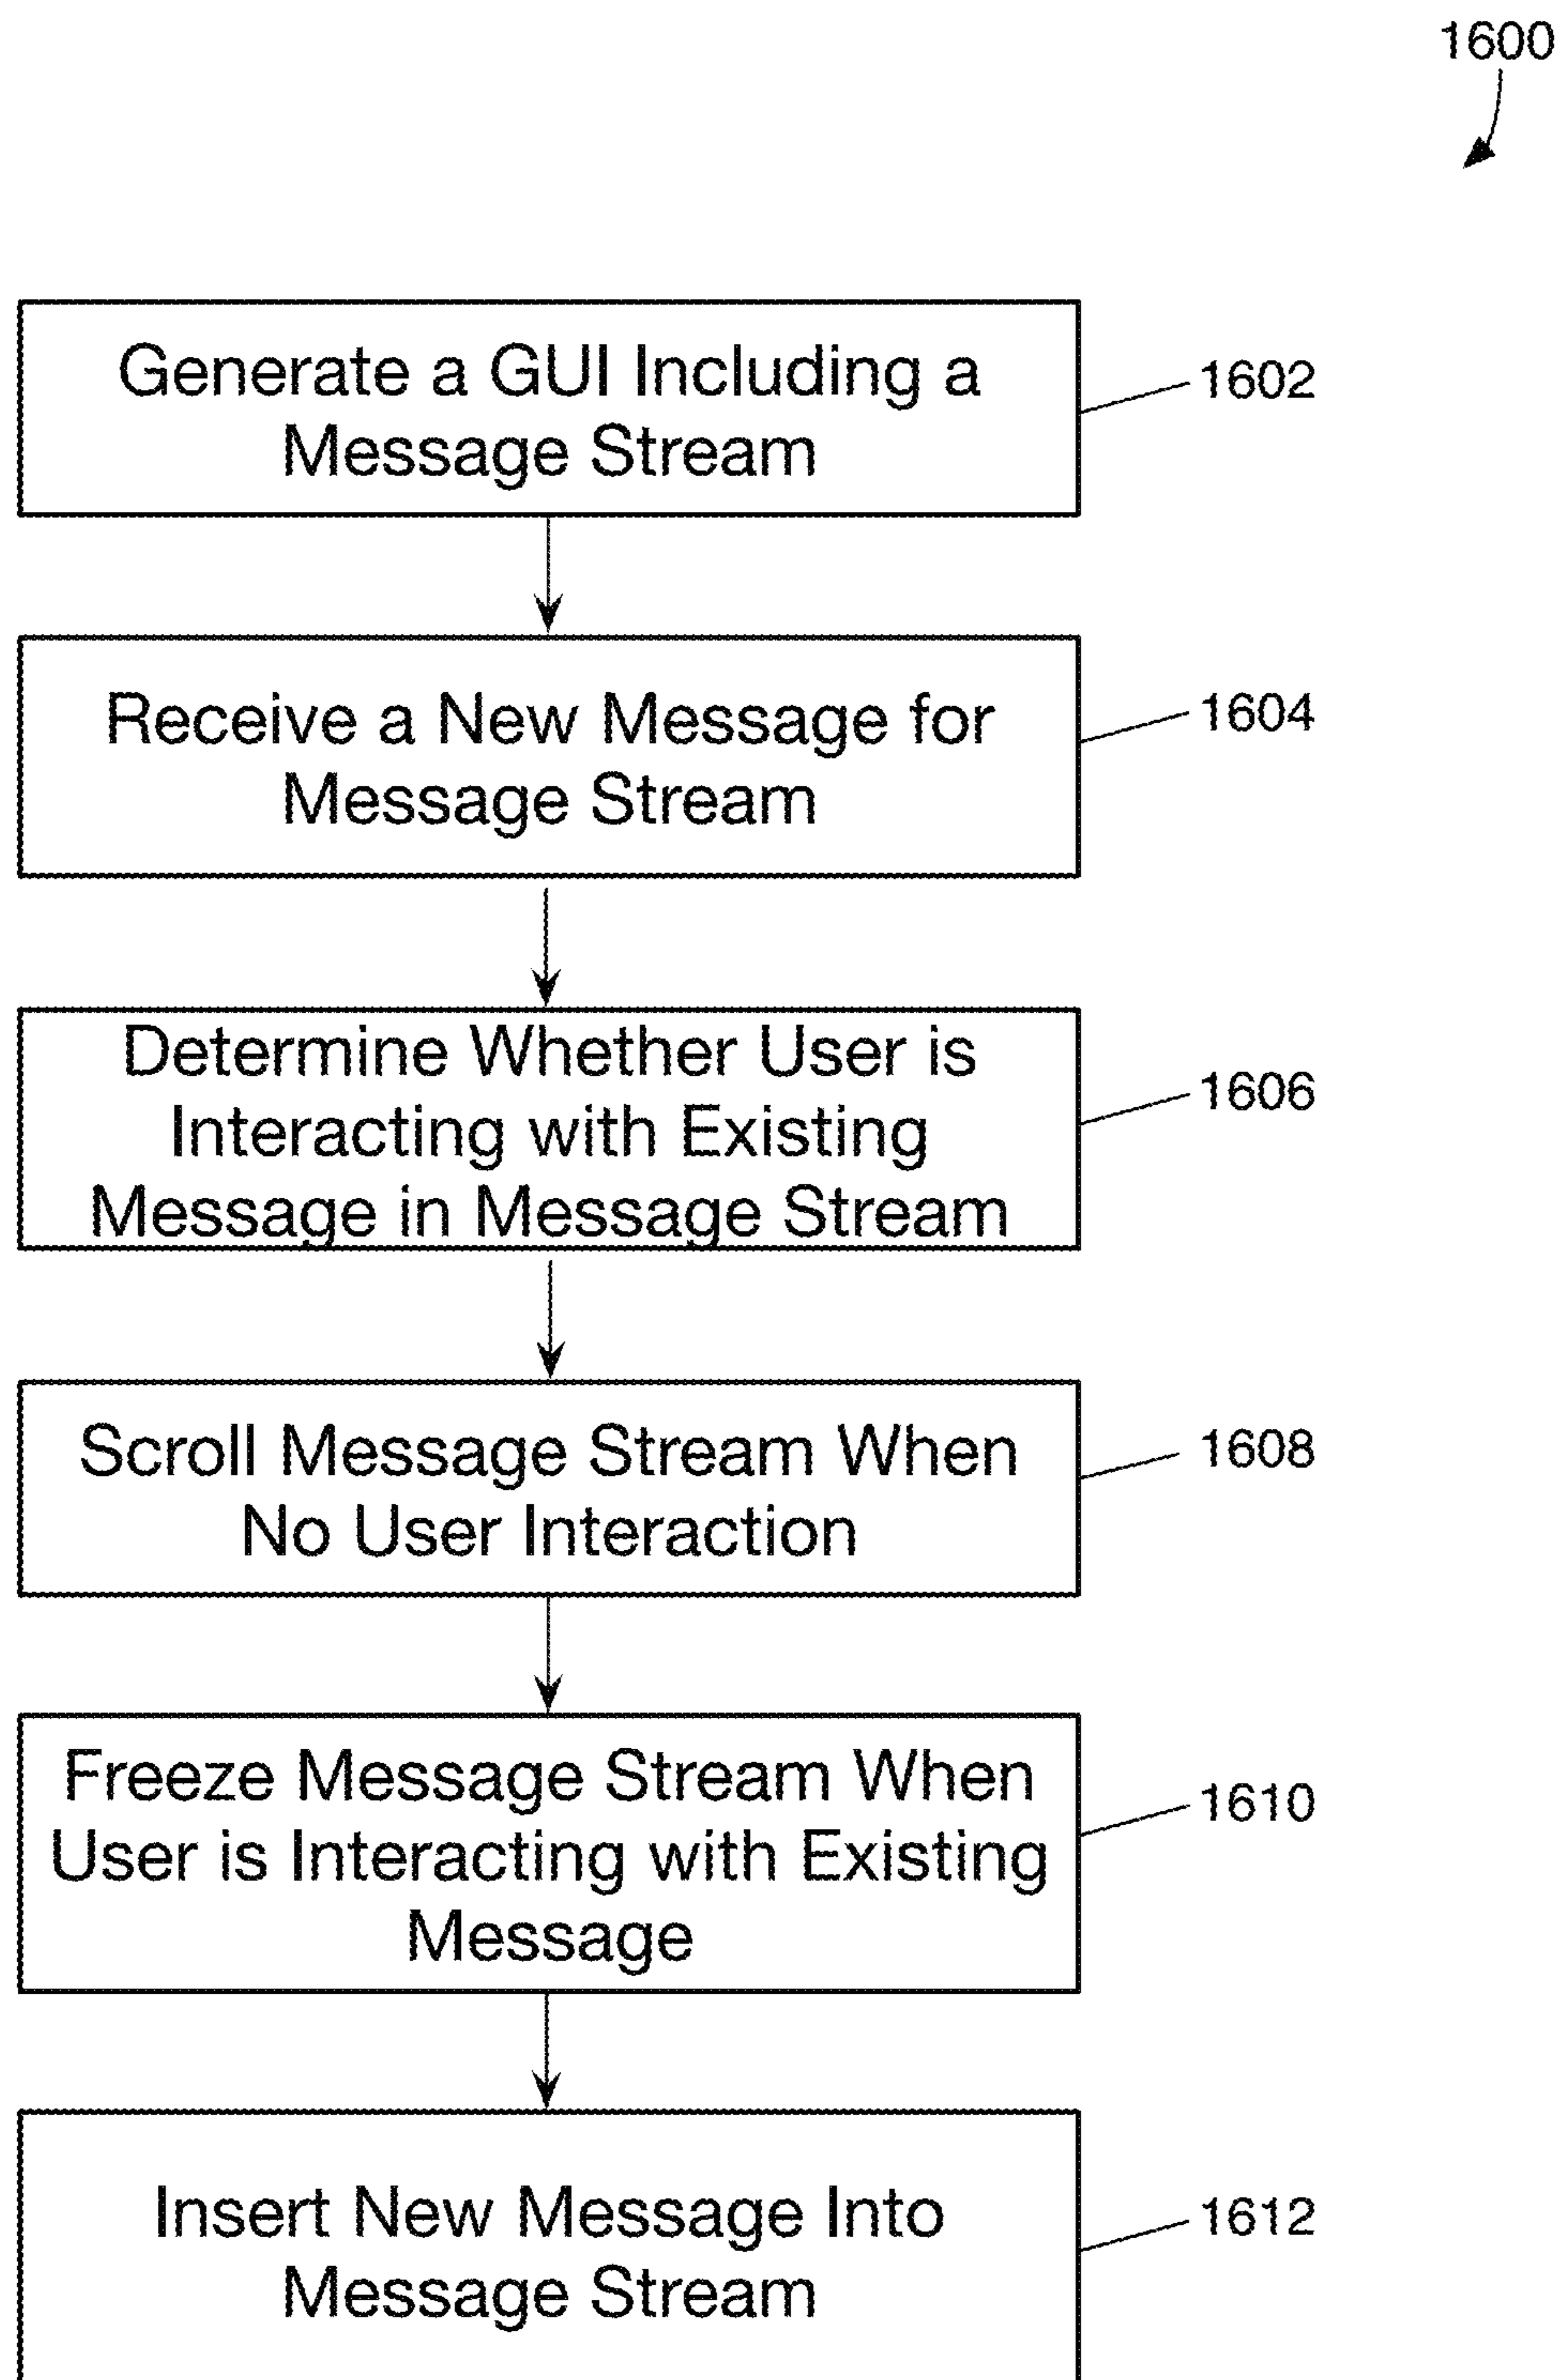 1600
Generate a GUI Including a
Message Stream
1602
Receive a New Message for
Message Stream
1604
Determine Whether User is
Interacting with Existing
Message in Message Stream
1606
Scroll Message Stream When
No User Interaction
1608
Freeze Message Stream When
User is Interacting with Existing
Message
1610
Insert New Message Into
Message Stream
1612